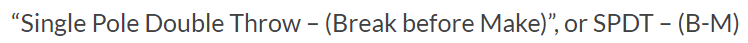 “Single Pole Double Throw – (Break before Make)”, or SPDT – (B-M)